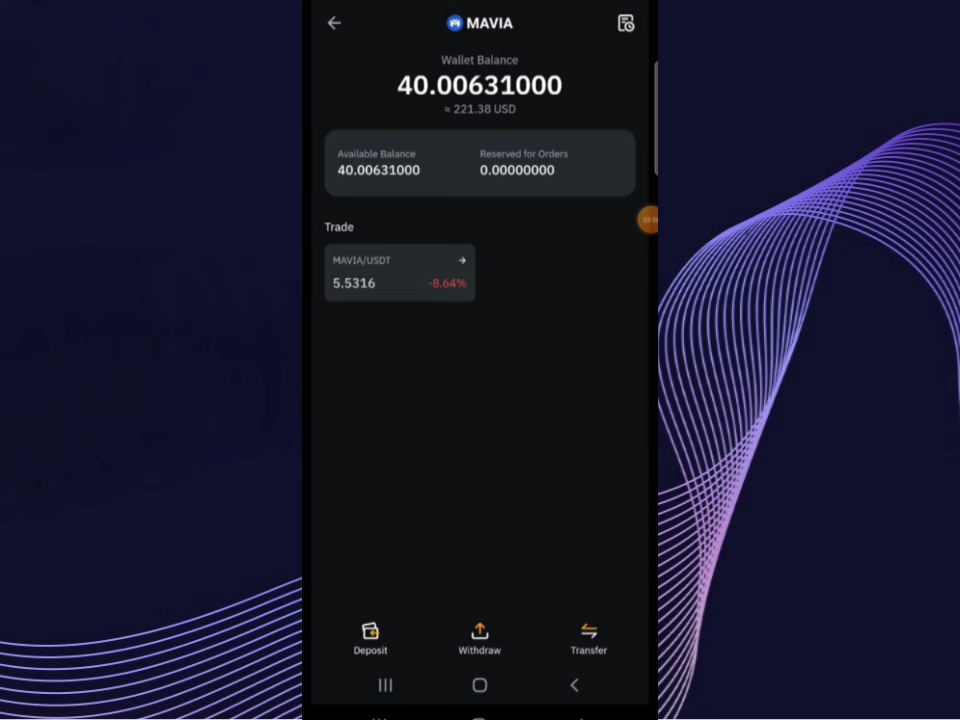 MAVIA
Wallet Balance
40.00631000
≈ 221.38 USD
Available Balance
40.00631000
Reserved for Orders
0.00000000
Trade
MAVIA/USDT
5.5316
-8.64%
Deposit
Withdraw
Transfer